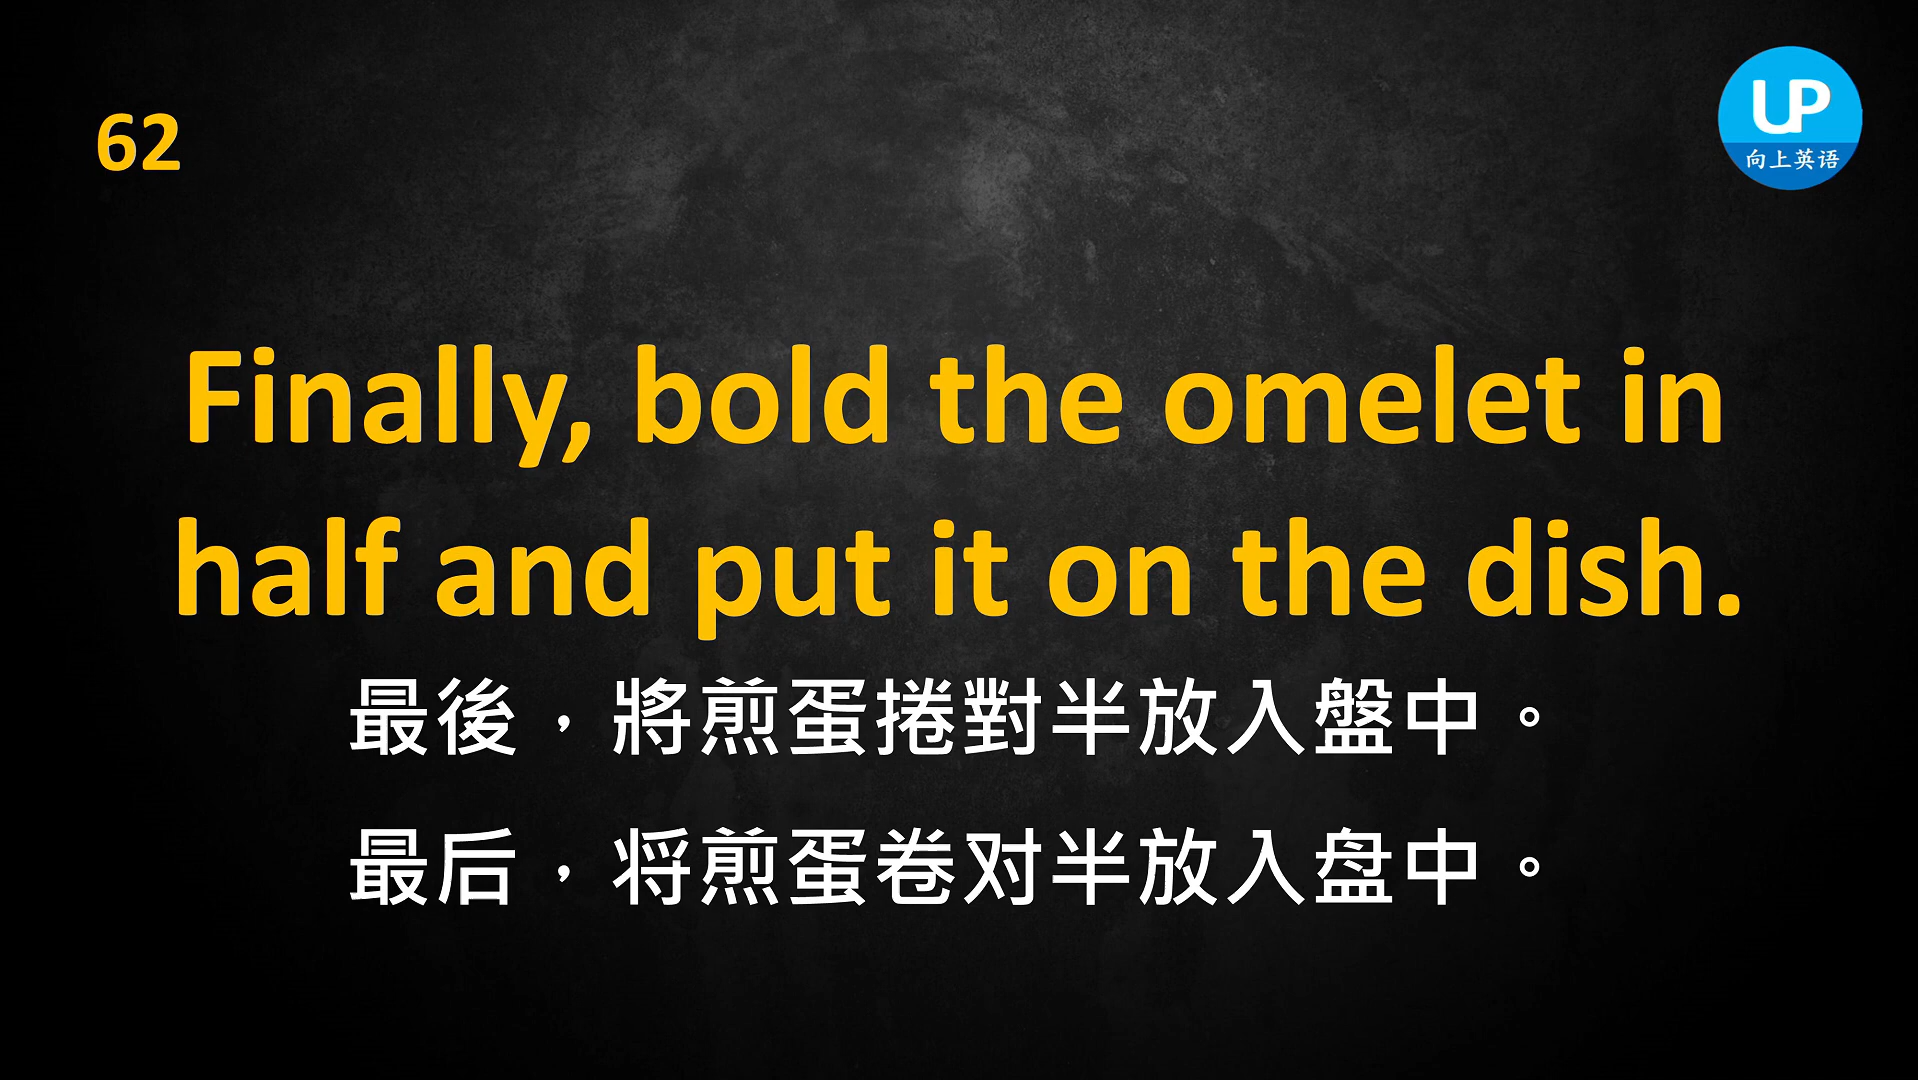 62
UP
向上英语
Finally, bold the omelet in
half and put it on the dish.
最後，將煎蛋捲對半放入盤中。
最后，将煎蛋卷对半放入盘中。